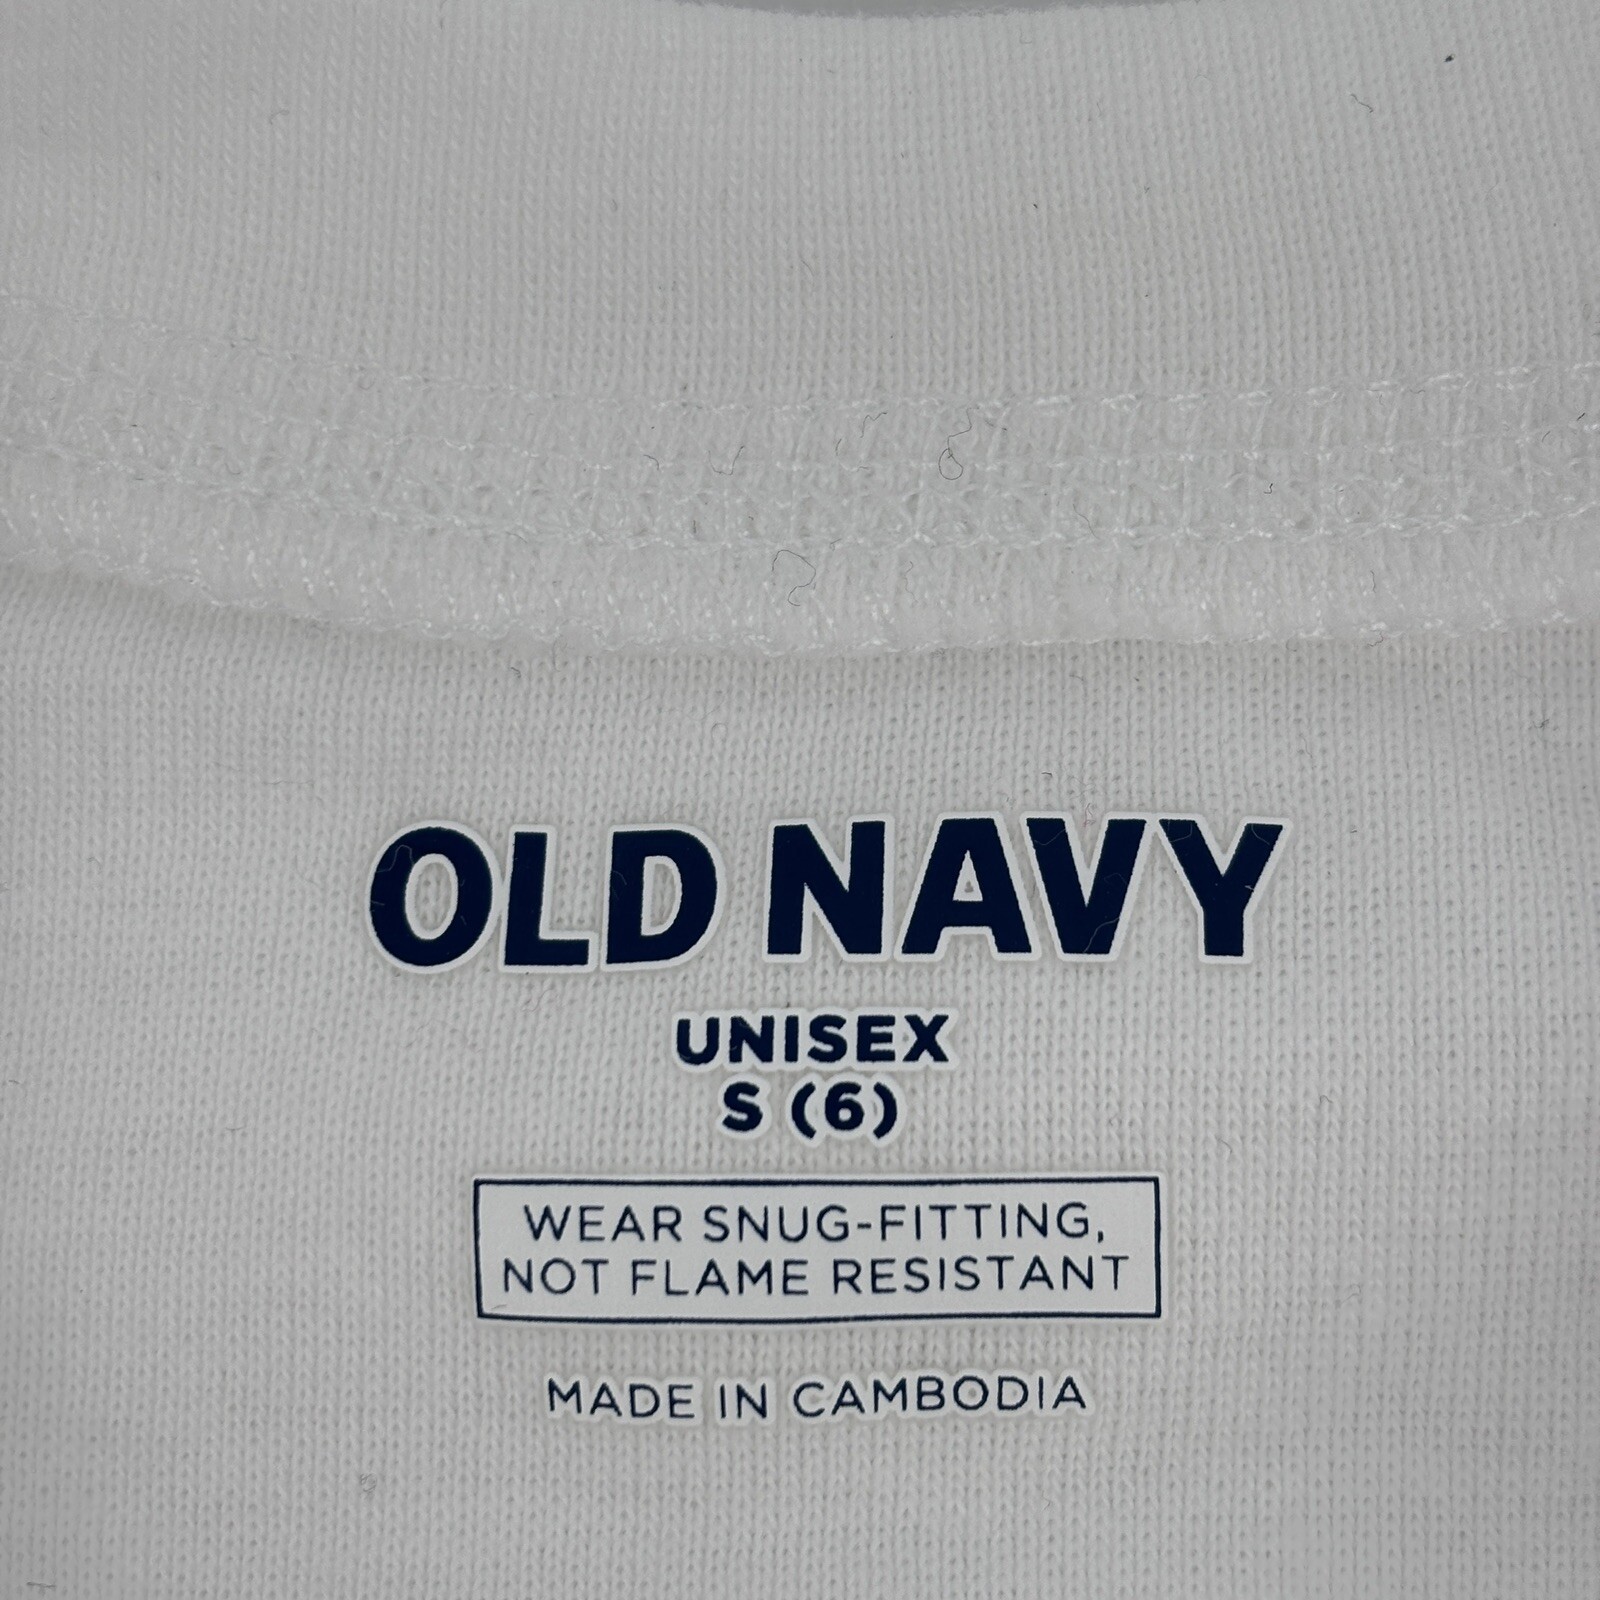 OLD NAVY
UNISEX
S (6)
WEAR SNUG-FITTING,
NOT FLAME RESISTANT
MADE IN CAMBODIA